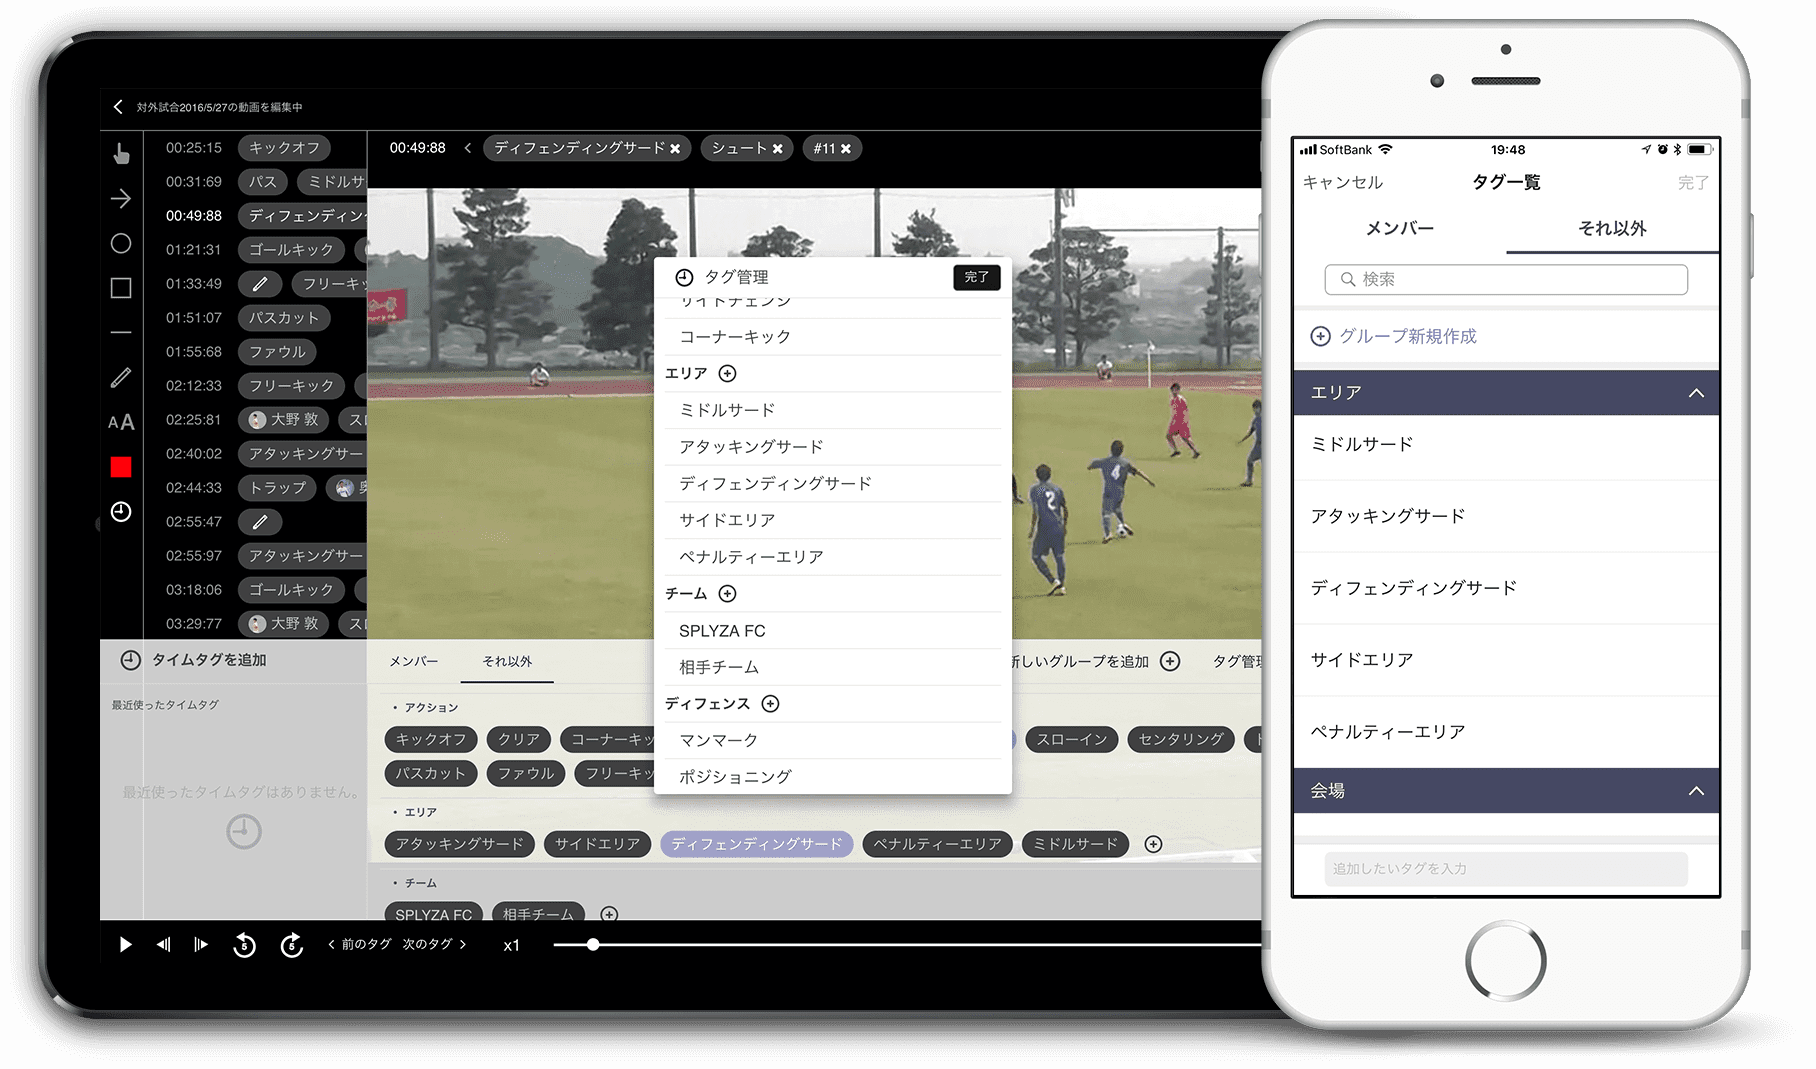 対外試合2016/5/27の動画を編集中
00:25:15 キックオフ
00:31:69 パス ミドルサ
00:49:88 ディフェンディン
01:21:31 ゴールキック
01:33:49 フリーキッ
01:51:07 パスカット
01:55:68 ファウル
02:12:33 フリーキック
AA 02:25:81 大野 敦 スロ
02:40:02 アタッキングサー
02:44:33 トラップ
02:55:47
02:55:97 アタッキングサー
03:18:06 ゴールキック
03:29:77 大野 敦 スロ
00:49:88 ディフェンディングサード シュート #11
4
2
タグ管理 完了
サイドチェンジ
コーナーキック
エリア
ミドルサード
アタッキングサード
ディフェンディングサード
サイドエリア
ペナルティーエリア
チーム
SPLYZA FC
相手チーム
ディフェンス
マンマーク
ポジショニング
タイムタグを追加
最近使ったタイムタグ
最近使ったタイムタグはありません。
メンバー それ以外 新しいグループを追加 タグ管理
・ アクション
キックオフ クリア コーナーキッ スローイン センタリング
パスカット ファウル フリーキッ
・ エリア
アタッキングサード サイドエリア ディフェンディングサード ペナルティーエリア ミドルサード
・ チーム
SPLYZA FC 相手チーム
5 5 前のタグ 次のタグ x1
SoftBank 19:48
キャンセル タグ一覧 完了
メンバー それ以外
検索
グループ新規作成
エリア
ミドルサード
アタッキングサード
ディフェンディングサード
サイドエリア
ペナルティーエリア
会場
追加したいタグを入力